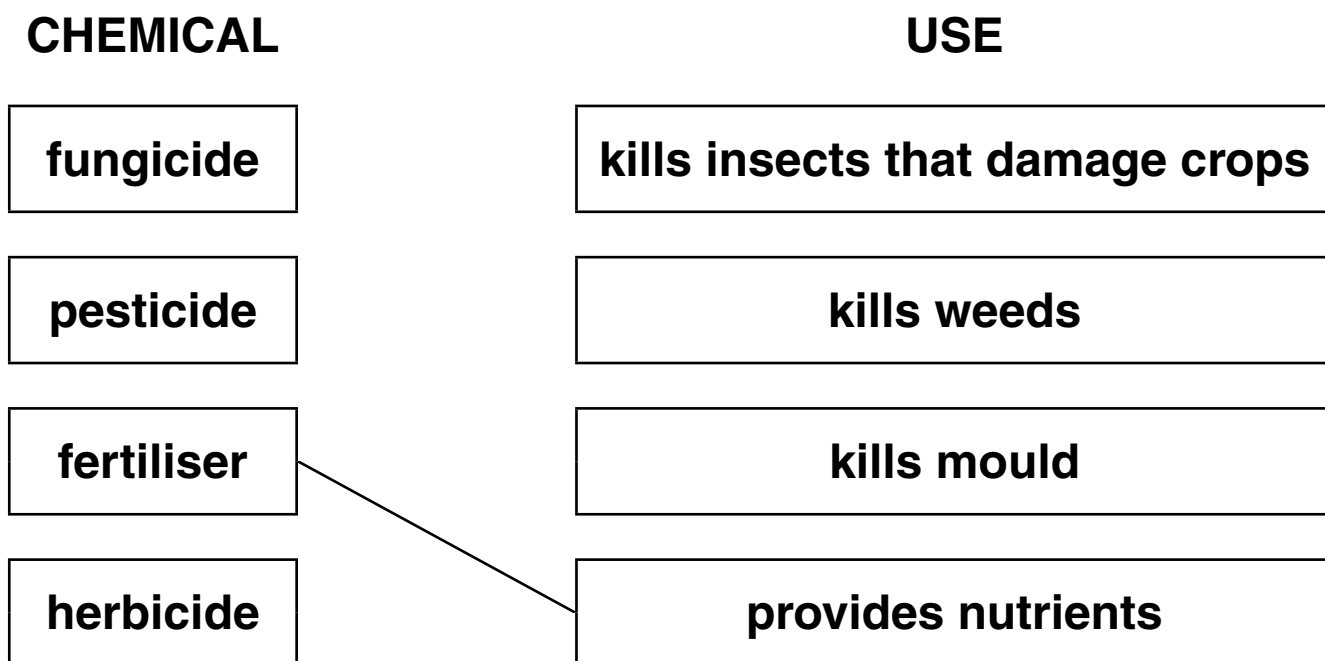 CHEMICAL USE
fungicide kills insects that damage crops
pesticide kills weeds
fertiliser kills mould
herbicide provides nutrients